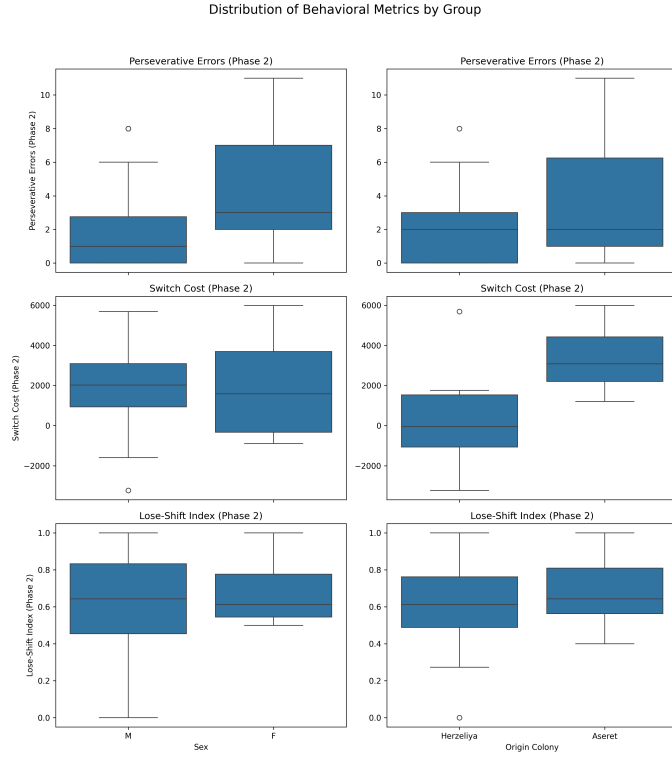 Distribution of Behavioral Metrics by Group
Perseverative Errors (Phase 2)
Perseverative Errors (Phase 2)
Perseverative Errors (Phase 2)
10
8
6
4
2
0
10
8
6
4
2
0
Switch Cost (Phase 2)
Switch Cost (Phase 2)
Switch Cost (Phase 2)
6000
4000
2000
0
−2000
6000
4000
2000
0
−2000
Lose-Shift Index (Phase 2)
Lose-Shift Index (Phase 2)
Lose-Shift Index (Phase 2)
1.0
0.8
0.6
0.4
0.2
0.0
1.0
0.8
0.6
0.4
0.2
0.0
M F
Sex
Herzeliya Aseret
Origin Colony